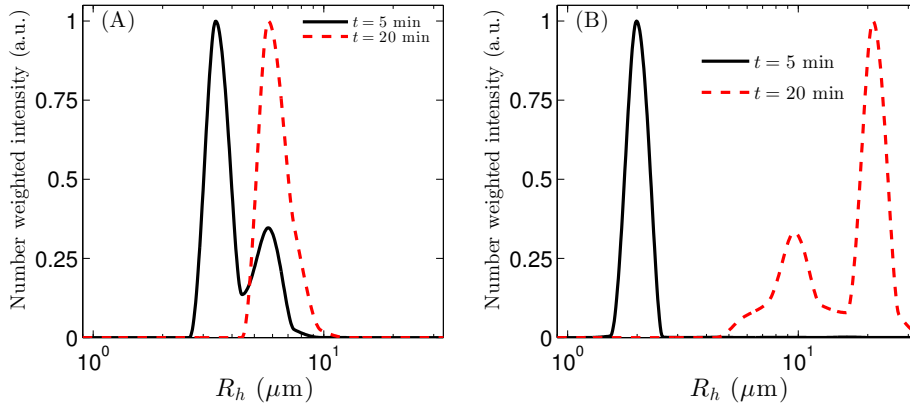 (A)
t = 5 min
t = 20 min
Number weighted intensity (a.u.)
1
0.75
0.5
0.25
0
10^0
10^1
R_h (μm)
(B)
t = 5 min
t = 20 min
Number weighted intensity (a.u.)
1
0.75
0.5
0.25
0
10^0
10^1
R_h (μm)